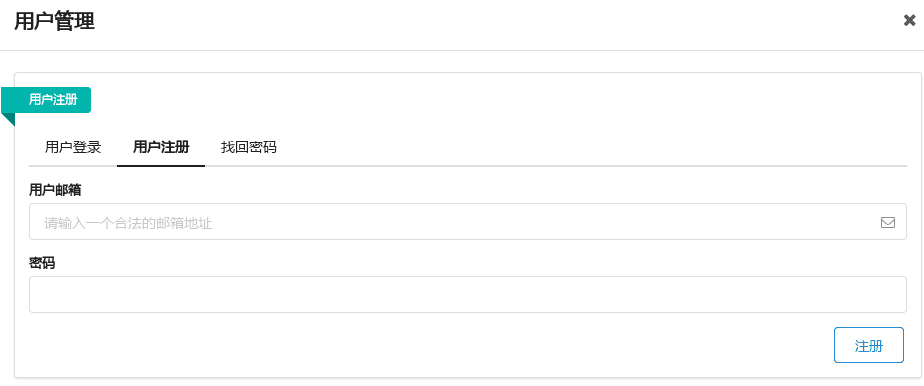 用户管理
用户注册
用户登录 用户注册 找回密码
用户邮箱
请输入一个合法的邮箱地址
密码
注册